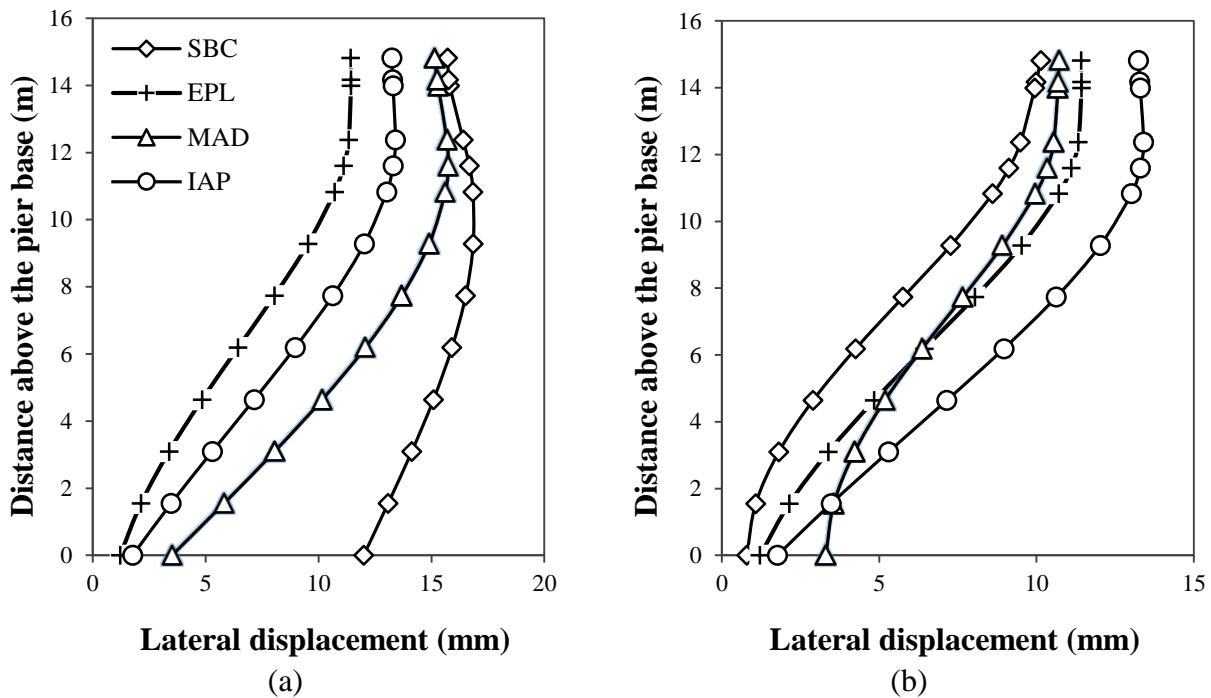 16
14
12
10
8
6
4
2
0
Distance above the pier base (m)
SBC
EPL
MAD
IAP
0 5 10 15 20
Lateral displacement (mm)
(a)
16
14
12
10
8
6
4
2
0
Distance above the pier base (m)
0 5 10 15
Lateral displacement (mm)
(b)